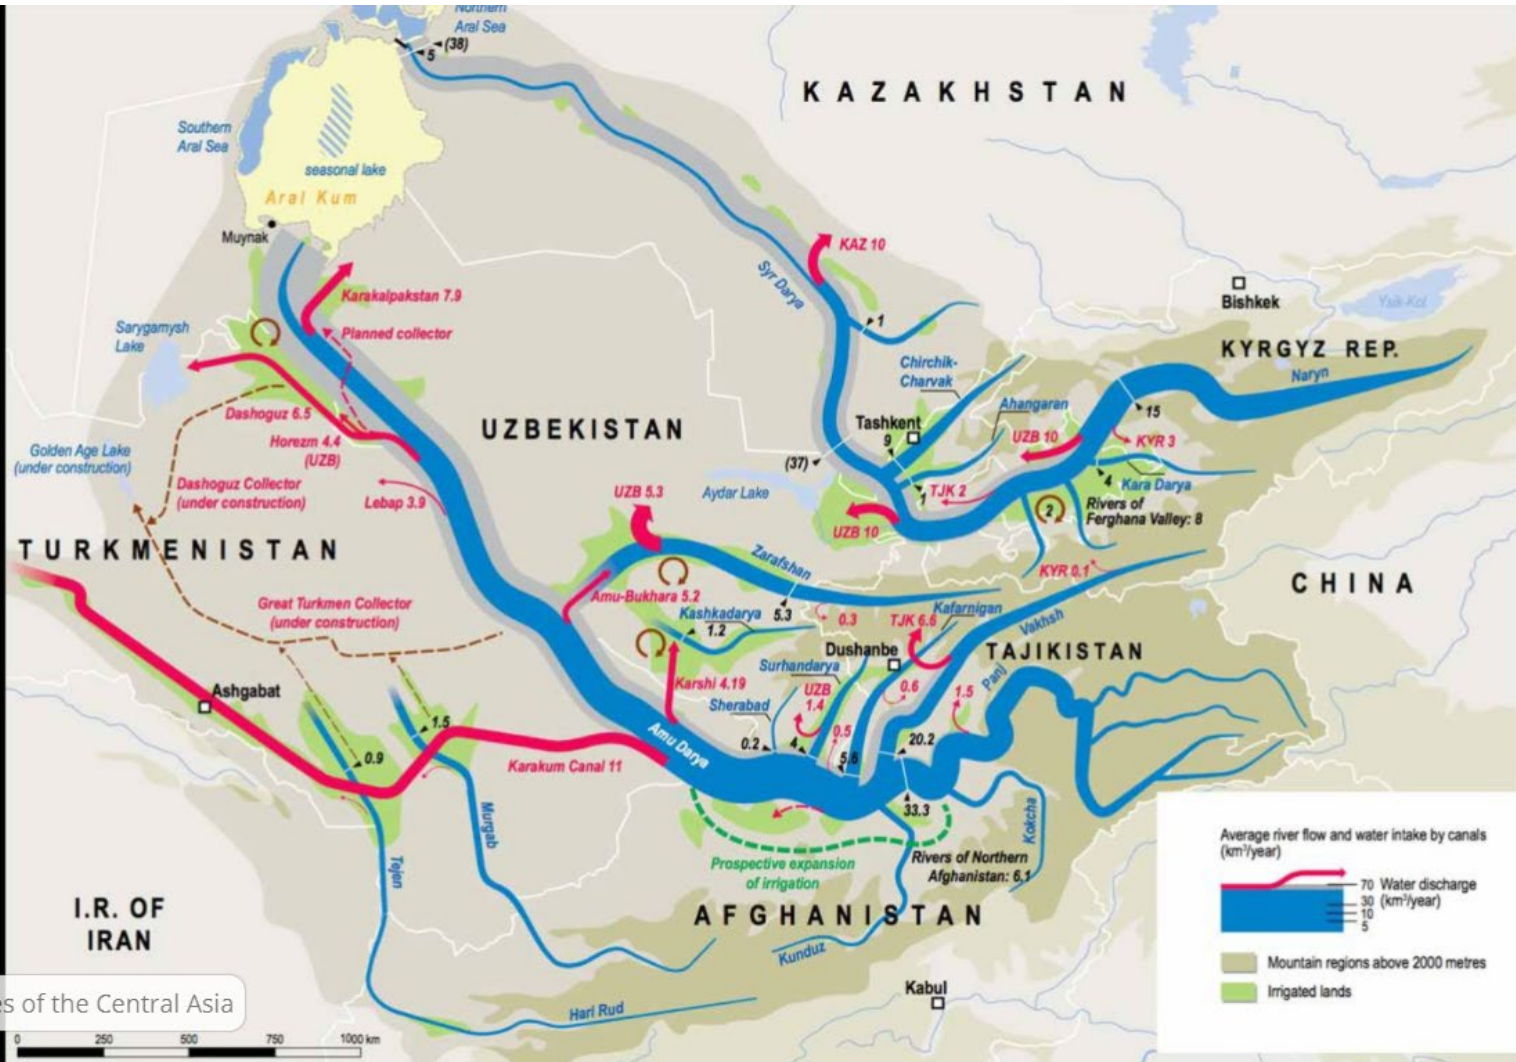 Northern
Aral Sea
(38)
5
KAZAKHSTAN
Southern
Aral Sea
seasonal lake
Aral Kum
Muynak
KAZ 10
Syr Darya
Karakalpakstan 7.9
Planned collector
Sarygamysh
Lake
1
Bishkek
Ysik-Kol
KYRGYZ REP.
Naryn
Chirchik-
Charvak
Ahangaran
15
Tashkent
9
UZB 10
KYR 3
Dashoguz 6.5
UZBEKISTAN
Horezm 4.4
(UZB)
Golden Age Lake
(under construction)
(37)
4
Kara Darya
Dashoguz Collector
(under construction)
Lebap 3.9
UZB 5.3
Aydar Lake
1
TJK 2
2
Rivers of
Ferghana Valley: 8
UZB 10
TURKMENISTAN
Zarafshan
KYR 0.1
CHINA
Great Turkmen Collector
(under construction)
Amu-Bukhara 5.2
Kashkadarya
5.3
0.3
Kafarnigan
TJK 6.6
Vakhsh
1.2
Dushanbe
TAJIKISTAN
Surhandarya
Panj
Ashgabat
Karshi 4.19
UZB
1.4
0.6
1.5
Sherabad
1.5
Amu Darya
0.2
4
0.5
5.6
20.2
0.9
Karakum Canal 11
33.3
Murgab
Kokcha
Prospective expansion
of irrigation
Rivers of Northern
Afghanistan: 6.1
Tejen
I.R. OF
IRAN
AFGHANISTAN
Kunduz
Kabul
Hari Rud
es of the Central Asia
0 250 500 750 1000 km
Average river flow and water intake by canals
(km³/year)
70 Water discharge
30 (km³/year)
10
5
Mountain regions above 2000 metres
Irrigated lands